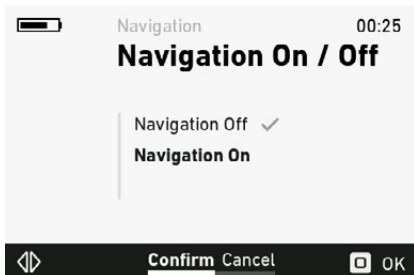 Navigation 00:25
Navigation On / Off
Navigation Off
Navigation On
Confirm Cancel OK